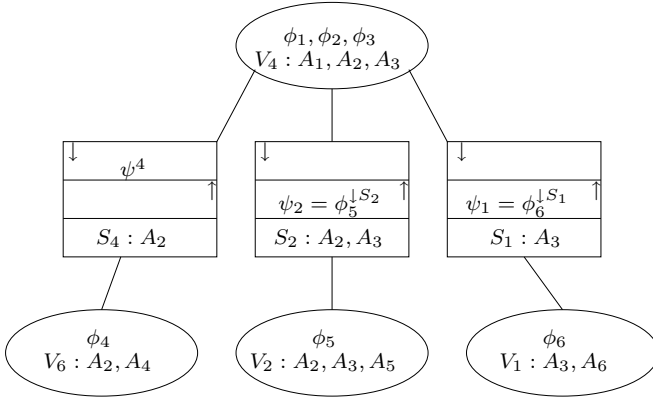 ϕ₁, ϕ₂, ϕ₃
V₄ : A₁, A₂, A₃
↓ ↓ ↓
ψ⁴
↑ ↑ ↑
ψ₂ = ϕ₅^{↓S₂} ψ₁ = ϕ₆^{↓S₁}
S₄ : A₂ S₂ : A₂, A₃ S₁ : A₃
ϕ₄ ϕ₅ ϕ₆
V₆ : A₂, A₄ V₂ : A₂, A₃, A₅ V₁ : A₃, A₆